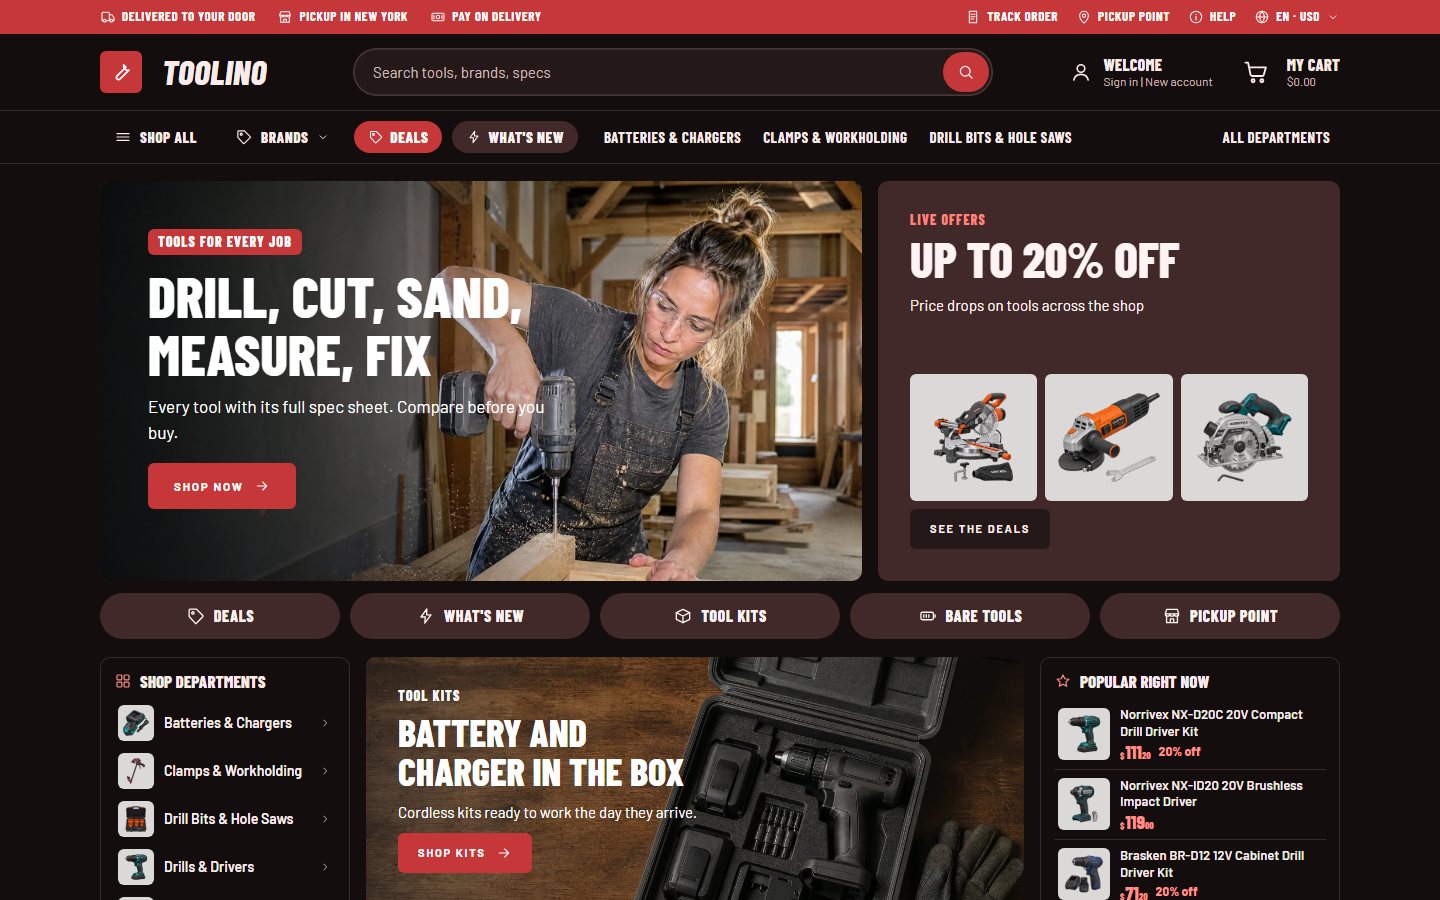 DELIVERED TO YOUR DOOR
PICKUP IN NEW YORK
PAY ON DELIVERY
TRACK ORDER
PICKUP POINT
HELP
EN · USD
TOOLINO
Search tools, brands, specs
WELCOME
Sign in | New account
MY CART
$0.00
SHOP ALL
BRANDS
DEALS
WHAT'S NEW
BATTERIES & CHARGERS
CLAMPS & WORKHOLDING
DRILL BITS & HOLE SAWS
ALL DEPARTMENTS
TOOLS FOR EVERY JOB
DRILL, CUT, SAND,
MEASURE, FIX
Every tool with its full spec sheet. Compare before you
buy.
SHOP NOW
LIVE OFFERS
UP TO 20% OFF
Price drops on tools across the shop
SEE THE DEALS
DEALS
WHAT'S NEW
TOOL KITS
BARE TOOLS
PICKUP POINT
SHOP DEPARTMENTS
Batteries & Chargers
Clamps & Workholding
Drill Bits & Hole Saws
Drills & Drivers
TOOL KITS
BATTERY AND
CHARGER IN THE BOX
Cordless kits ready to work the day they arrive.
SHOP KITS
POPULAR RIGHT NOW
Norrivex NX-D20C 20V Compact
Drill Driver Kit
$111.20 20% off
Norrivex NX-ID20 20V Brushless
Impact Driver
$119.00
Brasken BR-D12 12V Cabinet Drill
Driver Kit
$71.20 20% off